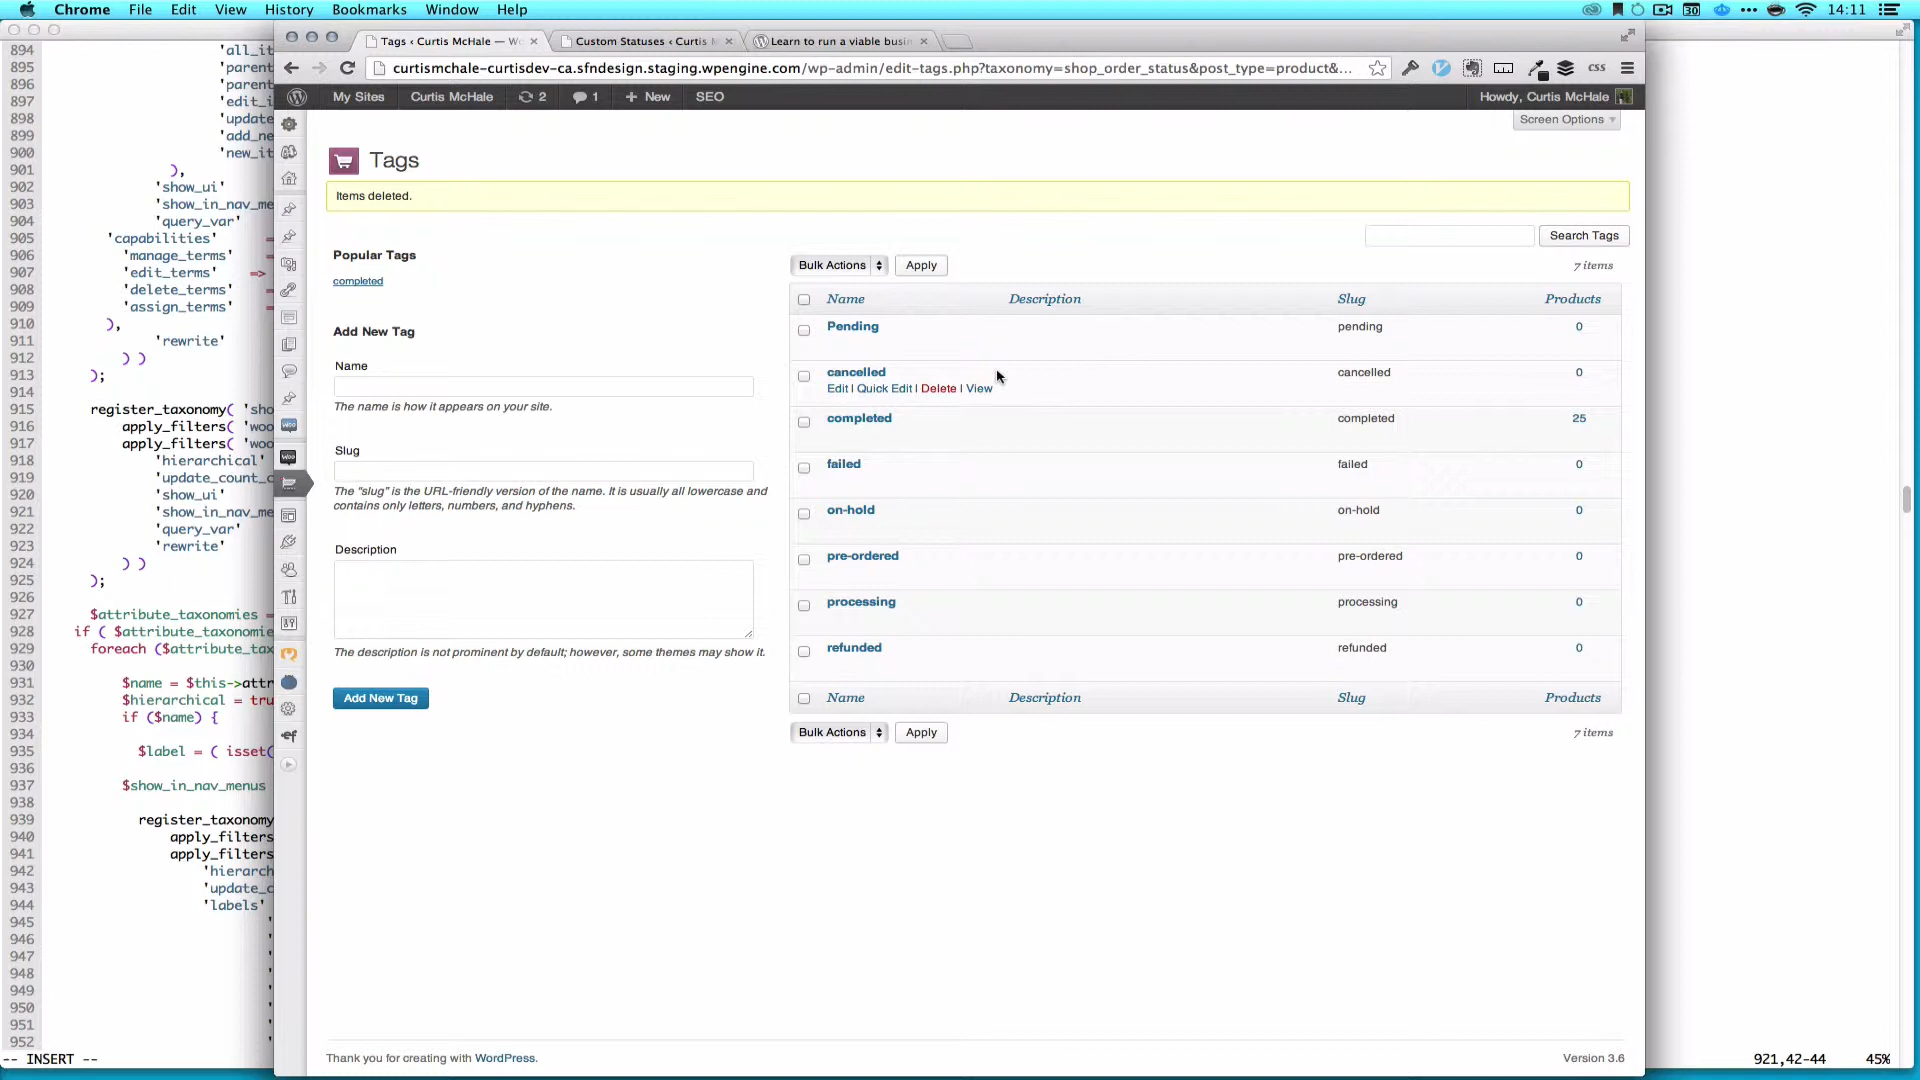 Chrome File Edit View History Bookmarks Window Help 30 14:11
Tags ‹ Curtis McHale — W Custom Statuses ‹ Curtis M Learn to run a viable busin
curtismchale-curtisdev-ca.sfndesign.staging.wpengine.com/wp-admin/edit-tags.php?taxonomy=shop_order_status&post_type=product&... CSS
My Sites Curtis McHale 2 1 + New SEO Howdy, Curtis McHale
Screen Options
Tags
Items deleted.
Search Tags
Popular Tags
completed
Add New Tag
Name
The name is how it appears on your site.
Slug
The "slug" is the URL-friendly version of the name. It is usually all lowercase and
contains only letters, numbers, and hyphens.
Description
The description is not prominent by default; however, some themes may show it.
Add New Tag
Bulk Actions Apply 7 items
Name Description Slug Products
Pending pending 0
cancelled cancelled 0
Edit | Quick Edit | Delete | View
completed completed 25
failed failed 0
on-hold on-hold 0
pre-ordered pre-ordered 0
processing processing 0
refunded refunded 0
Name Description Slug Products
Bulk Actions Apply 7 items
Thank you for creating with WordPress. Version 3.6
894 'all_it
895 'parent
896 'parent
897 'edit_i
898 'update
899 'add_ne
900 'new_it
901 ),
902 'show_ui'
903 'show_in_nav_me
904 'query_var'
905 'capabilities' =
906 'manage_terms' =
907 'edit_terms' =>
908 'delete_terms' =
909 'assign_terms' =
910 ),
911 'rewrite'
912 ) )
913 );
914
915 register_taxonomy( 'sho
916 apply_filters( 'woo
917 apply_filters( 'woo
918 'hierarchical'
919 'update_count_c
920 'show_ui'
921 'show_in_nav_me
922 'query_var'
923 'rewrite'
924 ) )
925 );
926
927 $attribute_taxonomies =
928 if ( $attribute_taxonomie
929 foreach ($attribute_tax
930
931 $name = $this->attr
932 $hierarchical = tru
933 if ($name) {
934
935 $label = ( isset(
936
937 $show_in_nav_menus
938
939 register_taxonomy
940 apply_filters
941 apply_filters
942 'hierarch
943 'update_c
944 'labels'
945 '
946 '
947 '
948 '
949 '
950 '
951 '
952 '
-- INSERT -- 921,42-44 45%